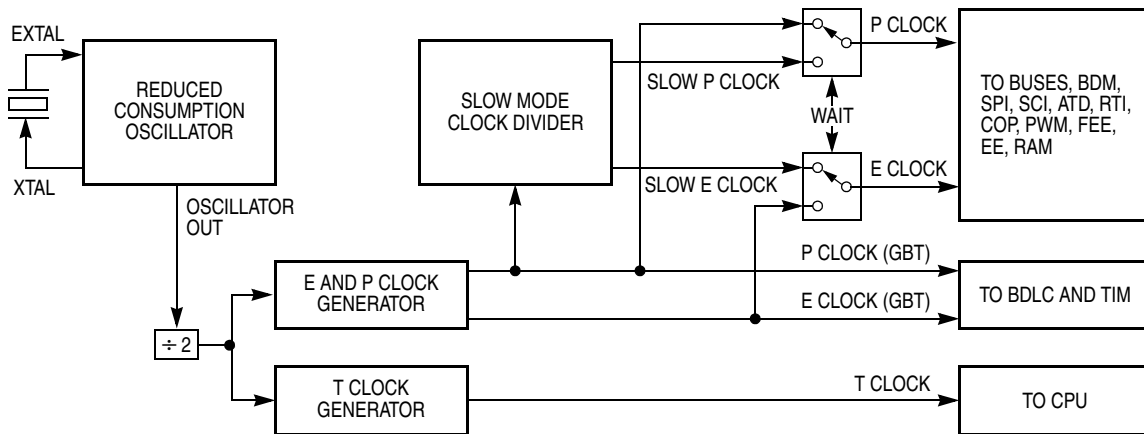 EXTAL
REDUCED
CONSUMPTION
OSCILLATOR
XTAL
OSCILLATOR
OUT
÷ 2
SLOW MODE
CLOCK DIVIDER
SLOW P CLOCK
WAIT
SLOW E CLOCK
P CLOCK
E CLOCK
TO BUSES, BDM,
SPI, SCI, ATD, RTI,
COP, PWM, FEE,
EE, RAM
E AND P CLOCK
GENERATOR
P CLOCK (GBT)
E CLOCK (GBT)
TO BDLC AND TIM
T CLOCK
GENERATOR
T CLOCK
TO CPU